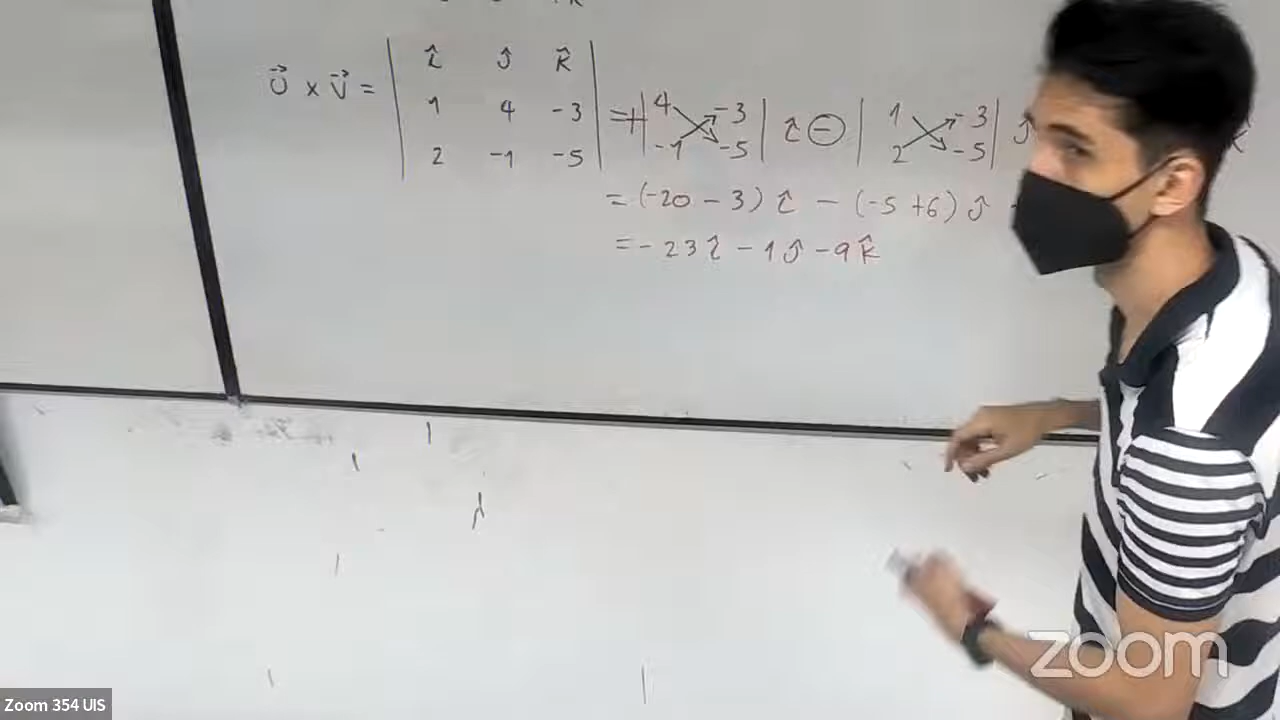 U⃗ x V⃗ = | î ĵ k̂ |
| 1 4 -3 | = + | 4 -3 | î ⊖ | 1 -3 | ĵ k̂
| 2 -1 -5 | | -1 -5 | | 2 -5 |
= (-20 - 3) î - (-5 + 6) ĵ
= - 23 î - 1 ĵ - 9 k̂
zoom
Zoom 354 UIS